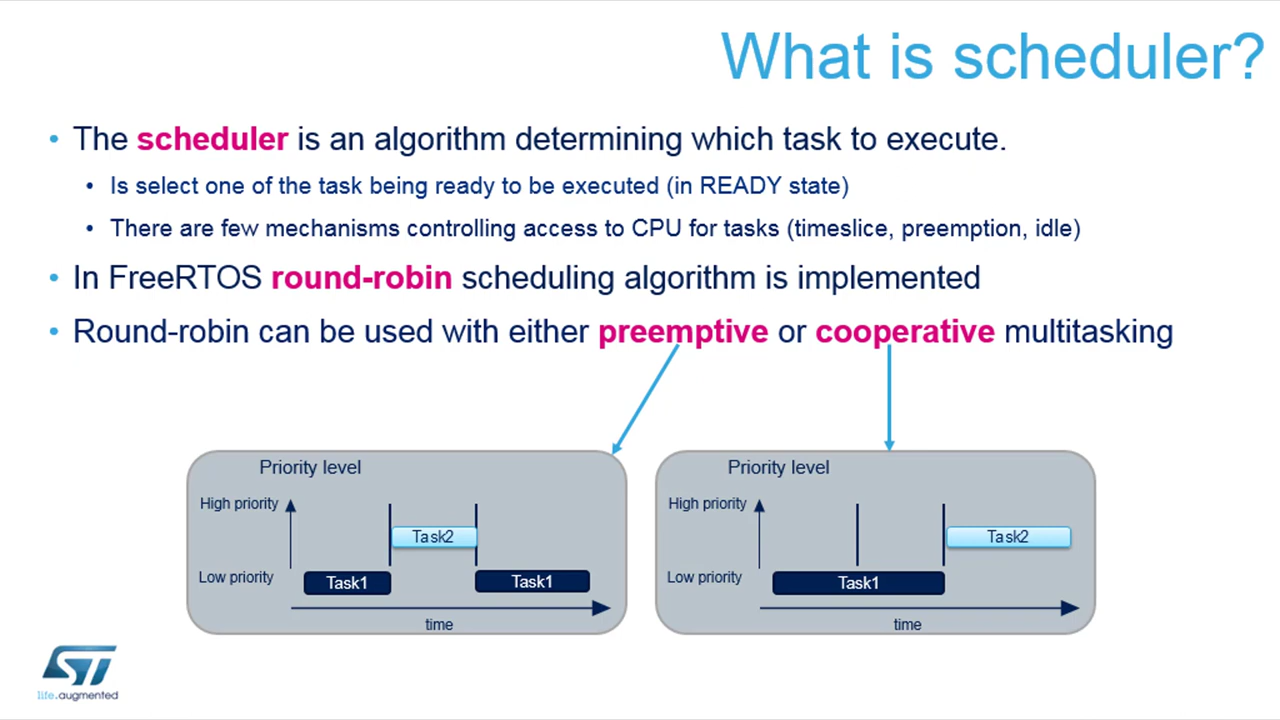 What is scheduler?
• The scheduler is an algorithm determining which task to execute.
• Is select one of the task being ready to be executed (in READY state)
• There are few mechanisms controlling access to CPU for tasks (timeslice, preemption, idle)
• In FreeRTOS round-robin scheduling algorithm is implemented
• Round-robin can be used with either preemptive or cooperative multitasking
Priority level
High priority
Task2
Low priority
Task1
Task1
time
Priority level
High priority
Task2
Low priority
Task1
time
ST
life.augmented